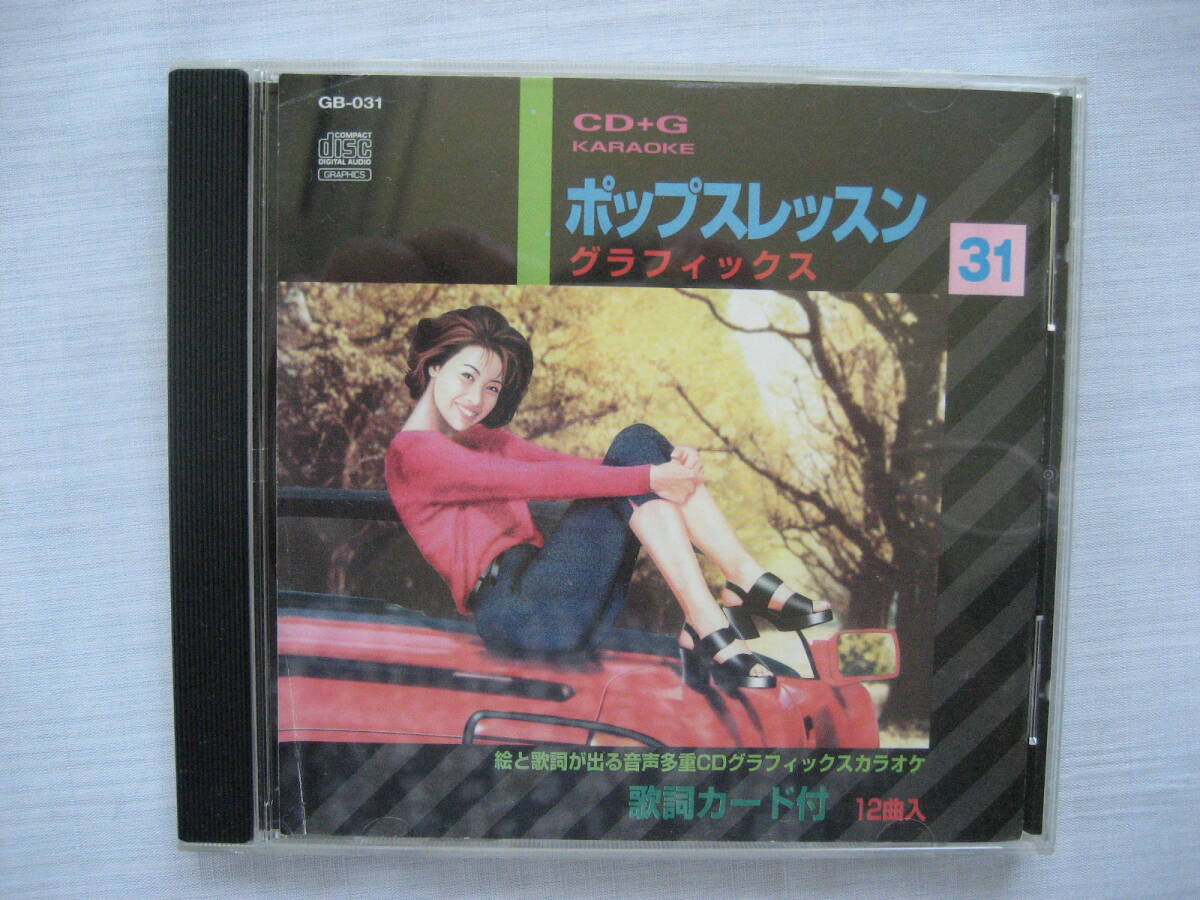 GB-031
COMPACT
disc
DIGITAL AUDIO
GRAPHICS
CD+G
KARAOKE
ポップスレッスン
グラフィックス
31
絵と歌詞が出る音声多重CDグラフィックスカラオケ
歌詞カード付 12曲入